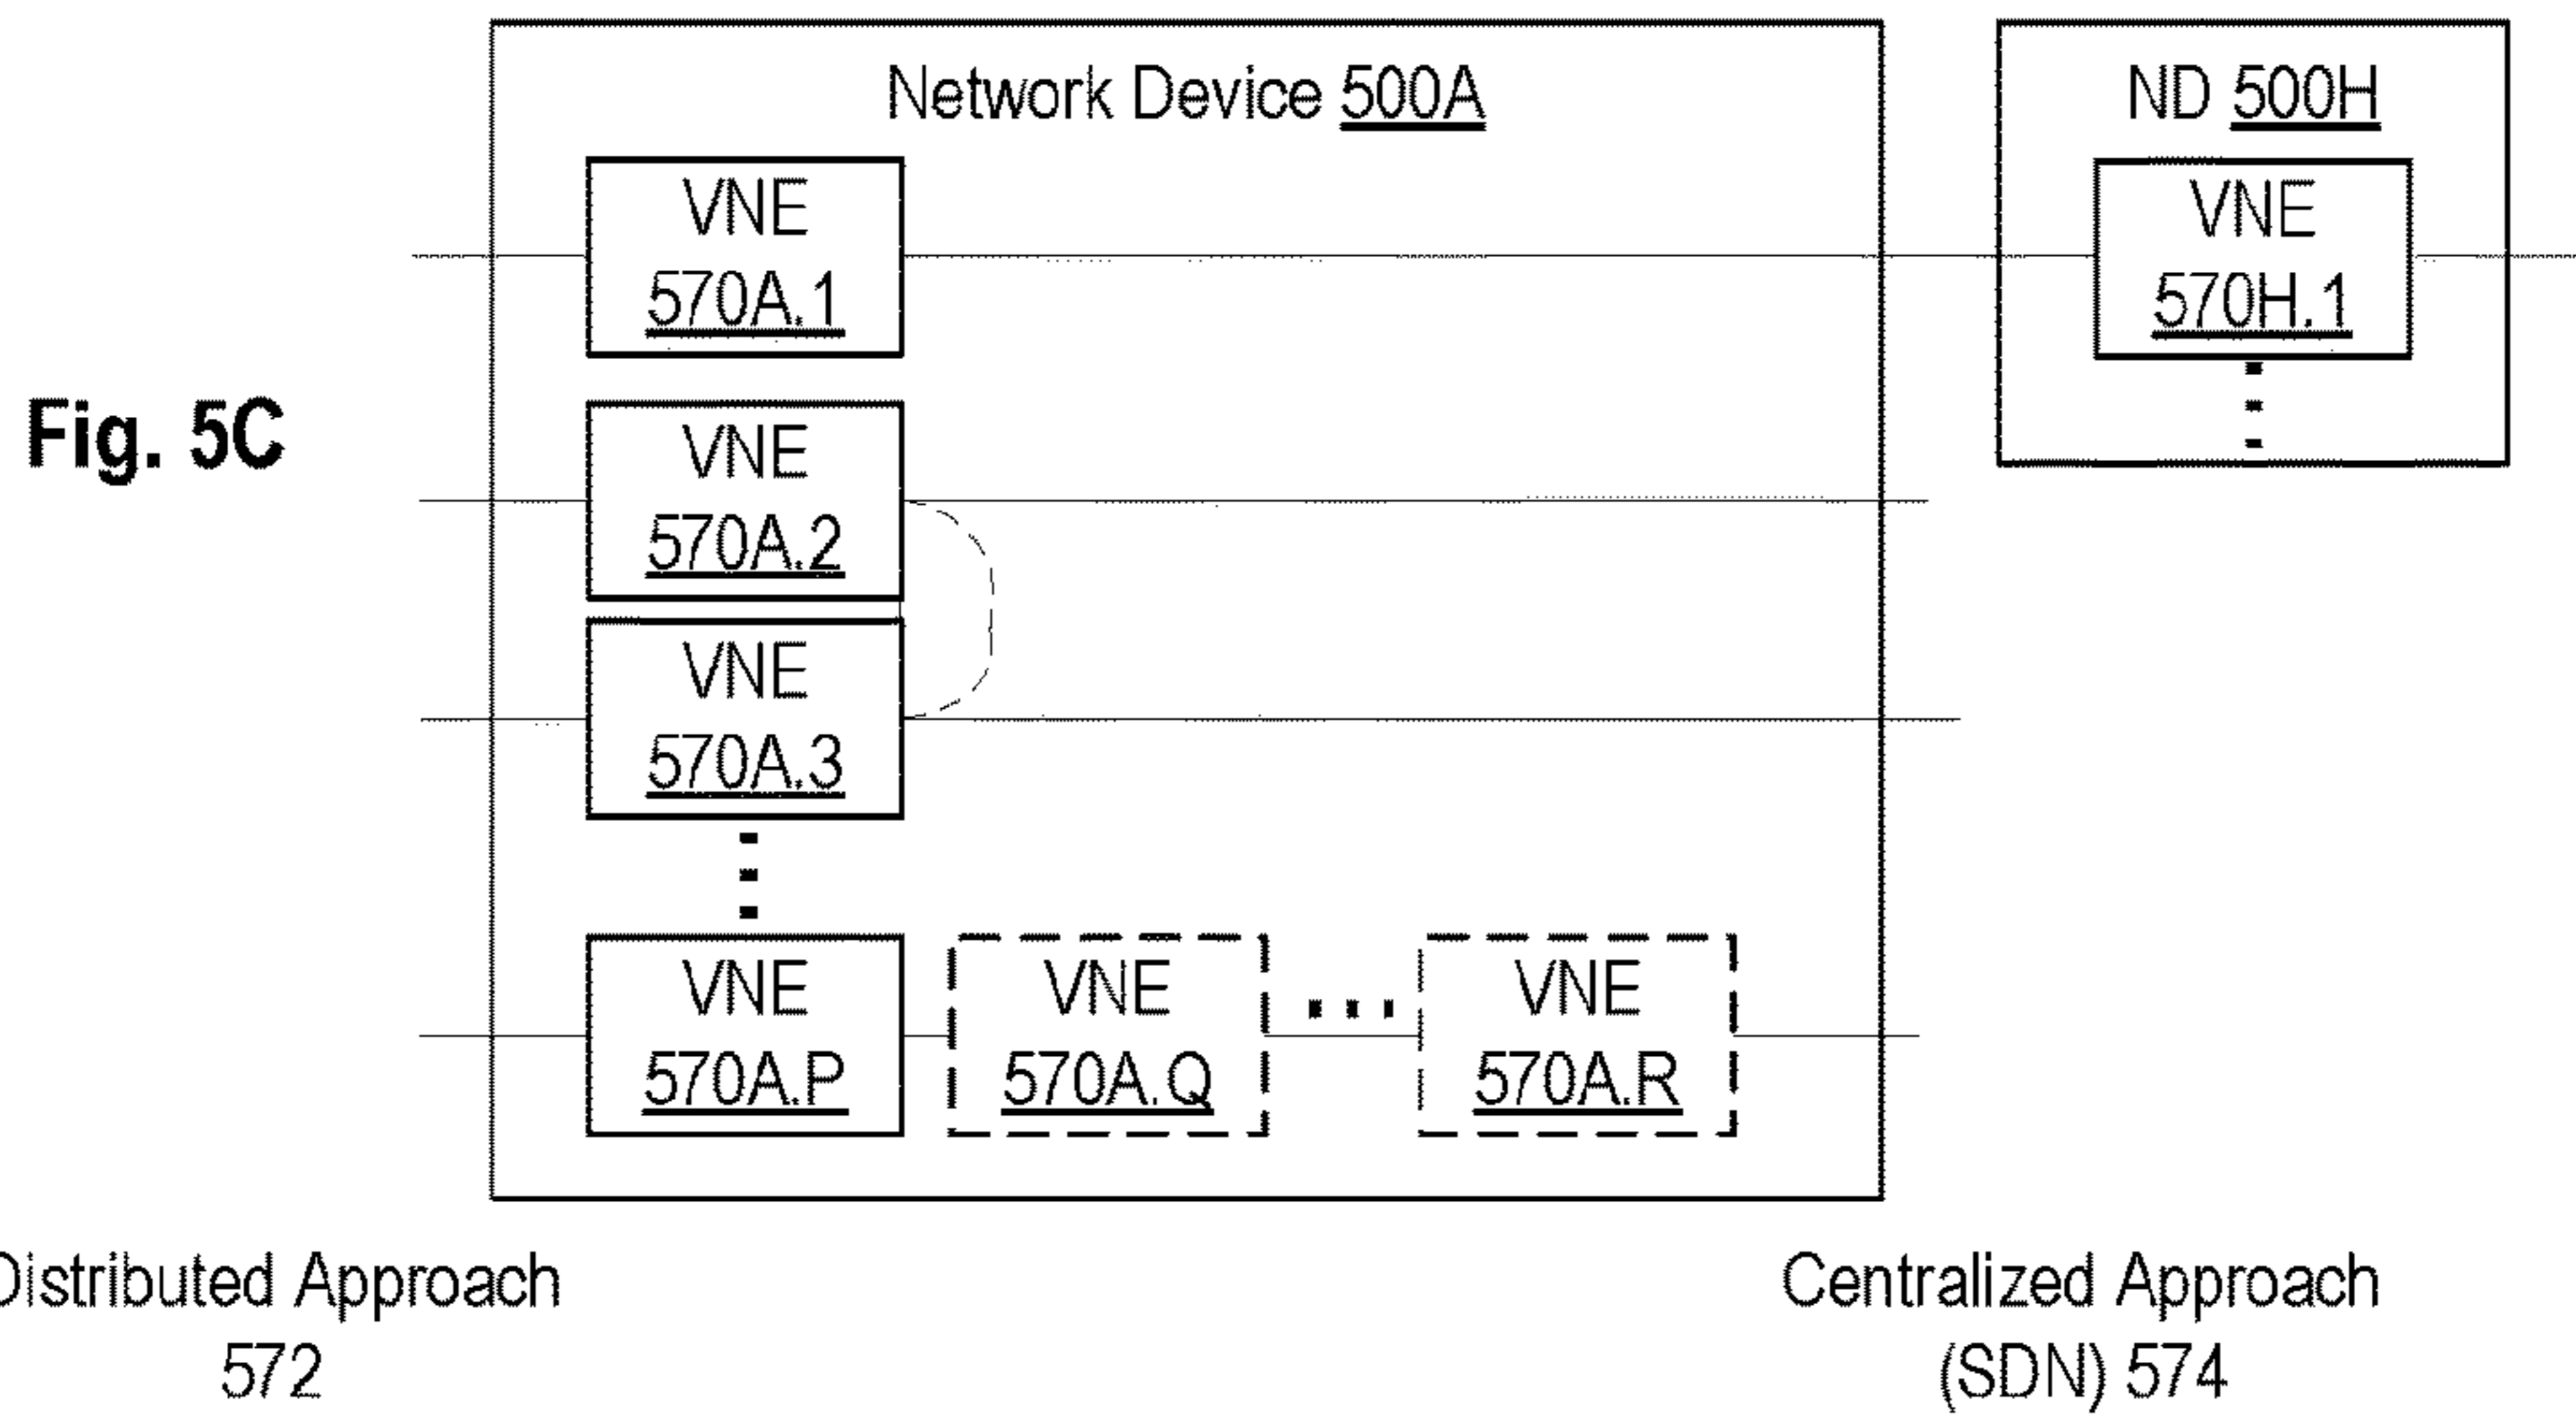 Network Device 500A
ND 500H
VNE
570A.1
VNE
570H.1
Fig. 5C
VNE
570A.2
VNE
570A.3
VNE
570A.P
VNE
570A.Q
VNE
570A.R
Distributed Approach
572
Centralized Approach
(SDN) 574